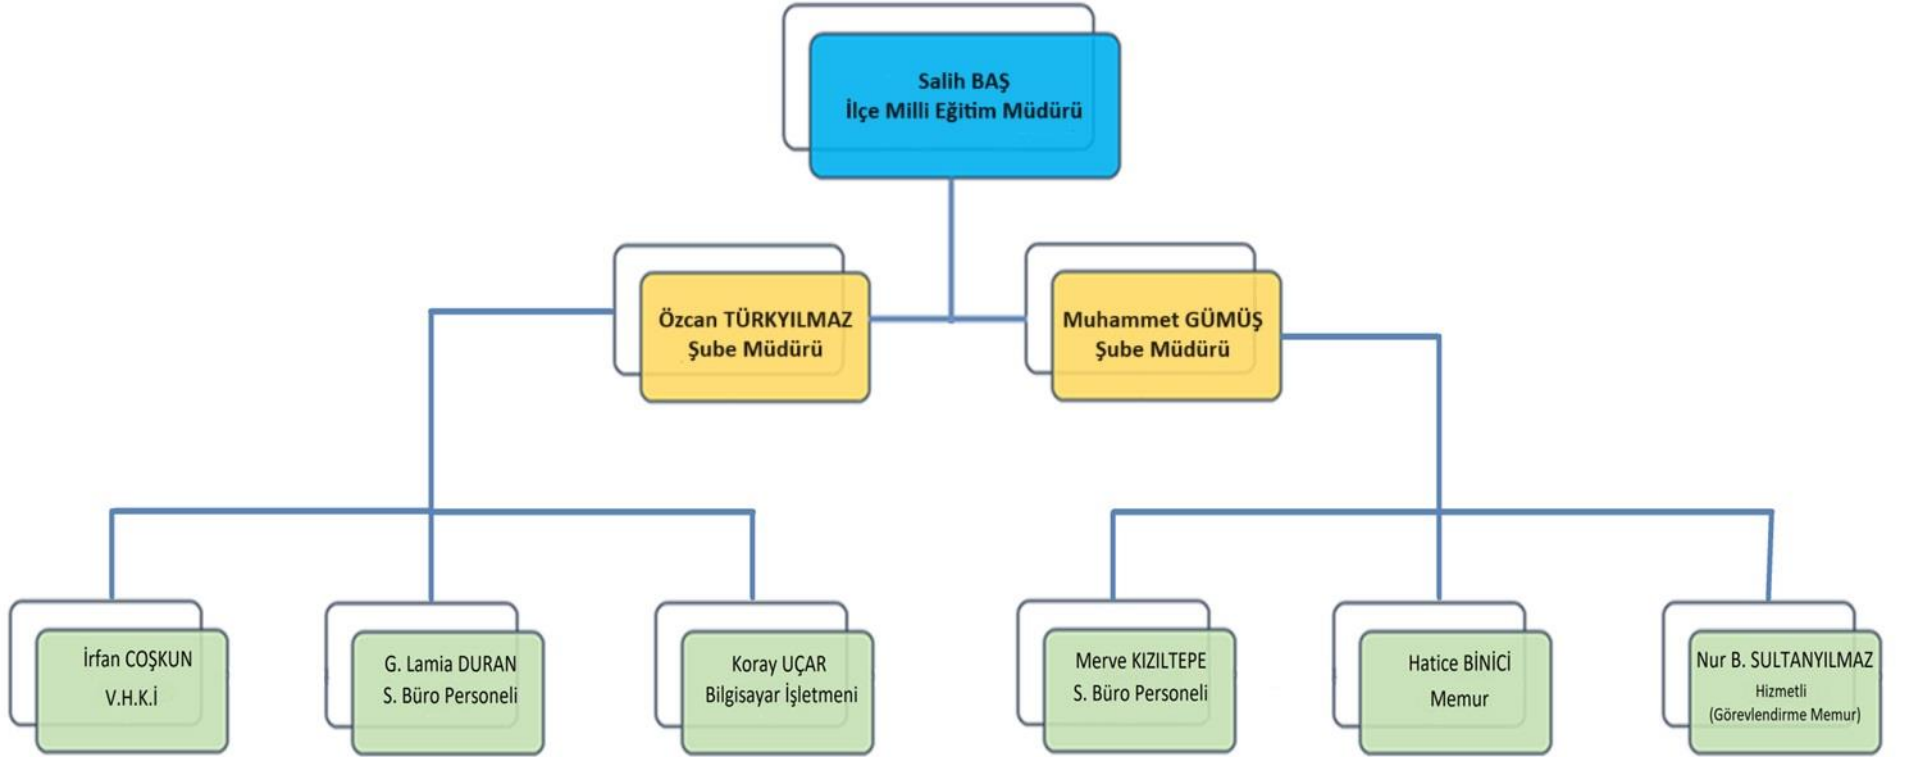 Salih BAŞ
İlçe Milli Eğitim Müdürü
Özcan TÜRKYILMAZ
Şube Müdürü
Muhammet GÜMÜŞ
Şube Müdürü
İrfan COŞKUN
V.H.K.İ
G. Lamia DURAN
S. Büro Personeli
Koray UÇAR
Bilgisayar İşletmeni
Merve KIZILTEPE
S. Büro Personeli
Hatice BİNİCİ
Memur
Nur B. SULTANYILMAZ
Hizmetli
(Görevlendirme Memur)